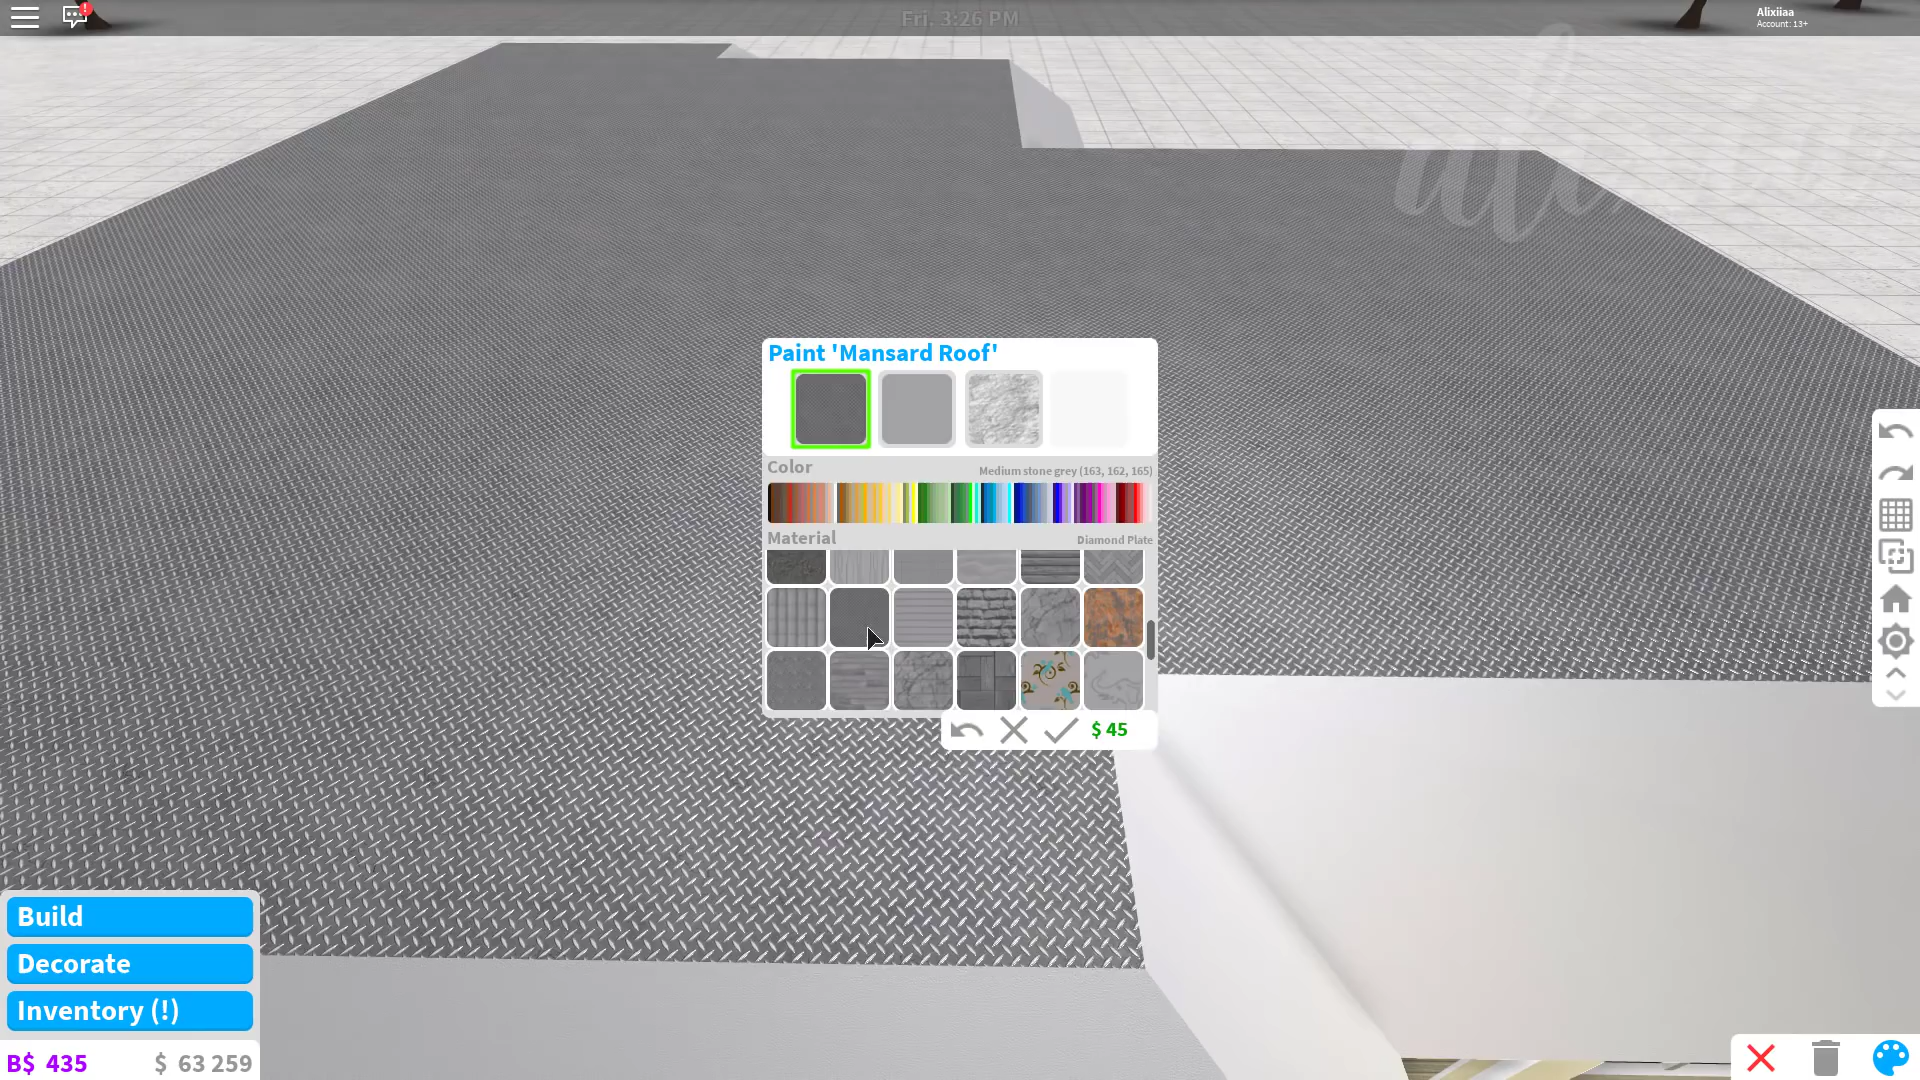 Fri. 3:26 PM
Alixiiaa
Account: 13+
Paint 'Mansard Roof'
Color
Medium stone grey (163, 162, 165)
Material
Diamond Plate
$ 45
Build
Decorate
Inventory (!)
B$ 435
$ 63 259